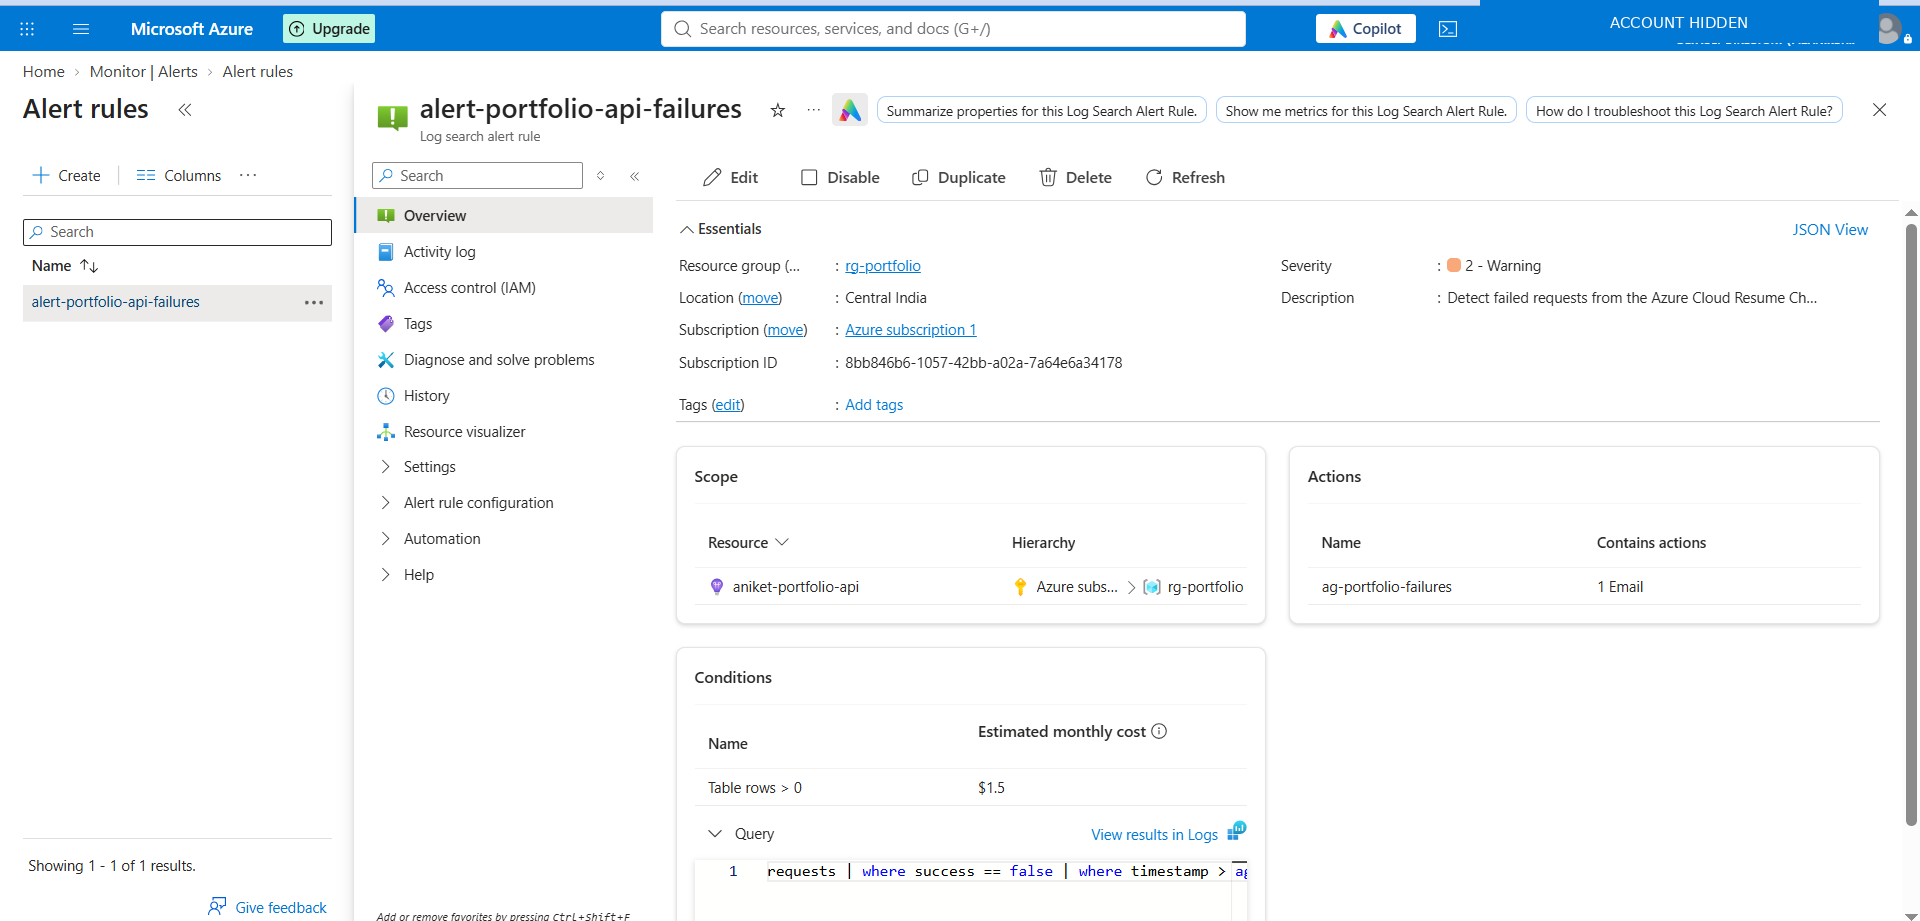 Microsoft Azure
Upgrade
Search resources, services, and docs (G+/)
Copilot
ACCOUNT HIDDEN
Home > Monitor | Alerts > Alert rules
Alert rules
alert-portfolio-api-failures
Log search alert rule
Summarize properties for this Log Search Alert Rule.
Show me metrics for this Log Search Alert Rule.
How do I troubleshoot this Log Search Alert Rule?
Create
Columns
Search
Name
alert-portfolio-api-failures
Showing 1 - 1 of 1 results.
Give feedback
Search
Overview
Activity log
Access control (IAM)
Tags
Diagnose and solve problems
History
Resource visualizer
Settings
Alert rule configuration
Automation
Help
Add or remove favorites by pressing Ctrl+Shift+F
Edit
Disable
Duplicate
Delete
Refresh
Essentials
JSON View
Resource group (... : rg-portfolio
Location (move) : Central India
Subscription (move) : Azure subscription 1
Subscription ID : 8bb846b6-1057-42bb-a02a-7a64e6a34178
Tags (edit) : Add tags
Severity : 2 - Warning
Description : Detect failed requests from the Azure Cloud Resume Ch...
Scope
Resource Hierarchy
aniket-portfolio-api Azure subs... > rg-portfolio
Actions
Name Contains actions
ag-portfolio-failures 1 Email
Conditions
Name Estimated monthly cost
Table rows > 0 $1.5
Query View results in Logs
1 requests | where success == false | where timestamp > ag